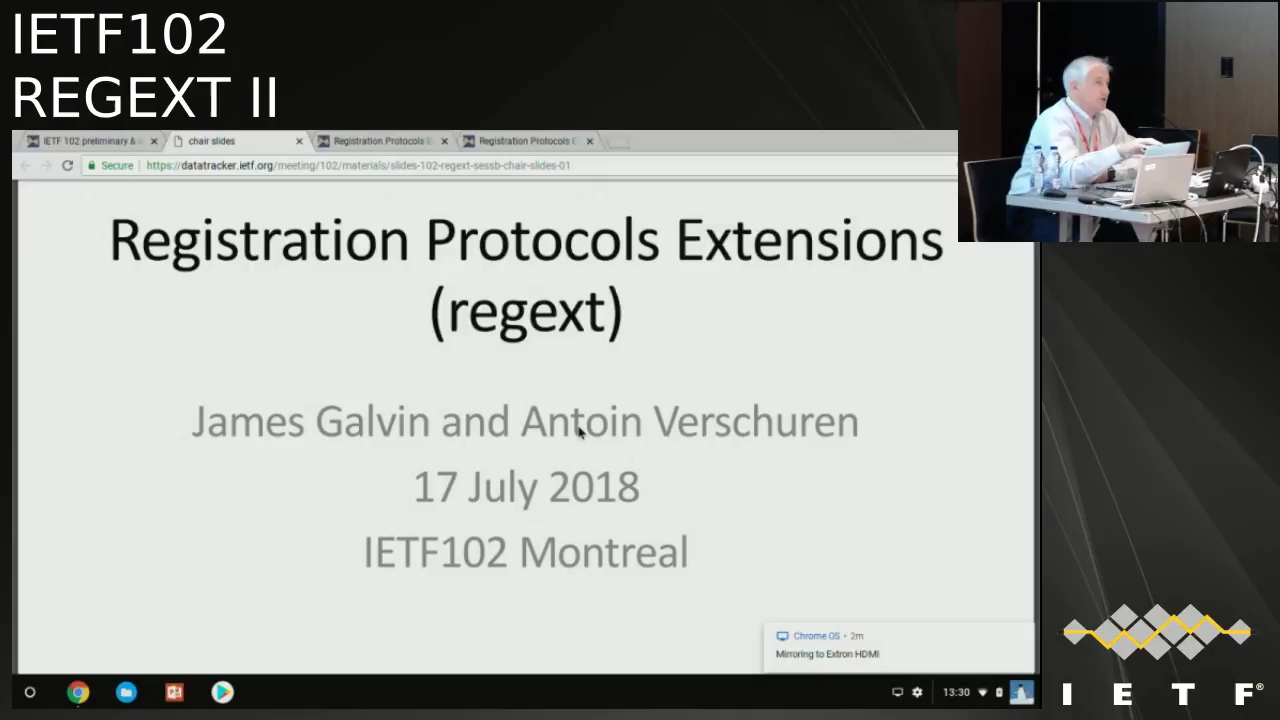 IETF102
REGEXT II
IETF 102 preliminary &
chair slides
Registration Protocols E
Registration Protocols E
Secure
https://datatracker.ietf.org/meeting/102/materials/slides-102-regext-sessb-chair-slides-01
Registration Protocols Extensions
(regext)
James Galvin and Antoin Verschuren
17 July 2018
IETF102 Montreal
Chrome OS • 2m
Mirroring to Extron HDMI
13:30
I E T F®